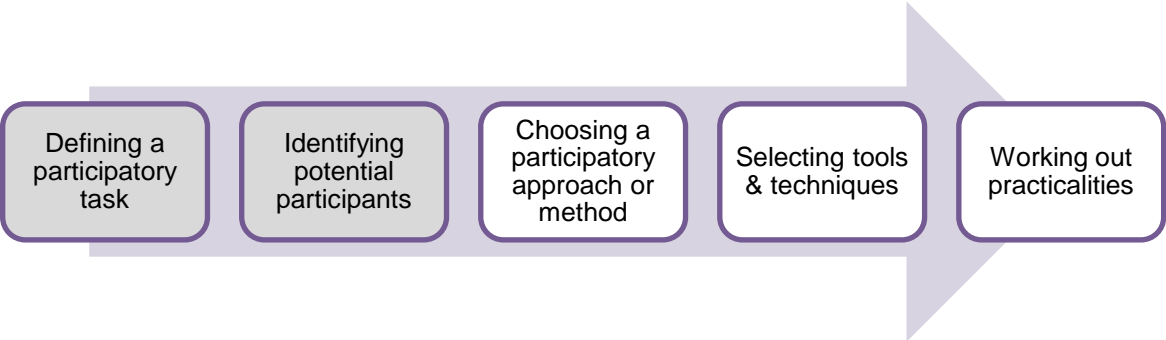 Defining a
participatory
task
Identifying
potential
participants
Choosing a
participatory
approach or
method
Selecting tools
& techniques
Working out
practicalities